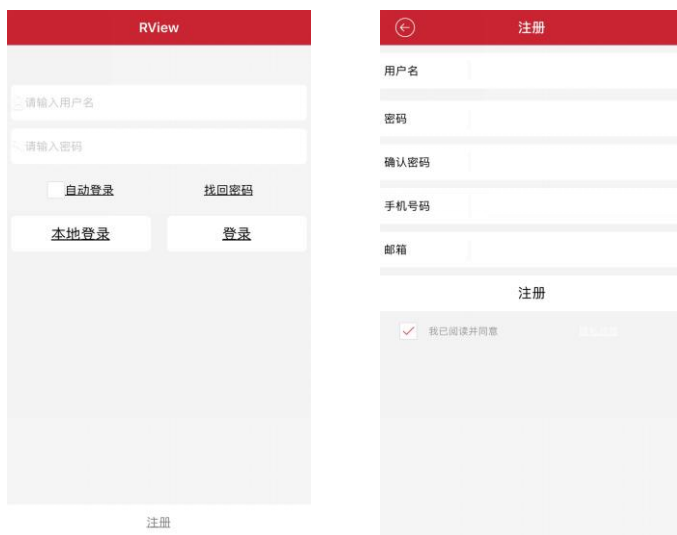 RView
请输入用户名
请输入密码
自动登录 找回密码
本地登录 登录
注册
注册
用户名
密码
确认密码
手机号码
邮箱
注册
我已阅读并同意